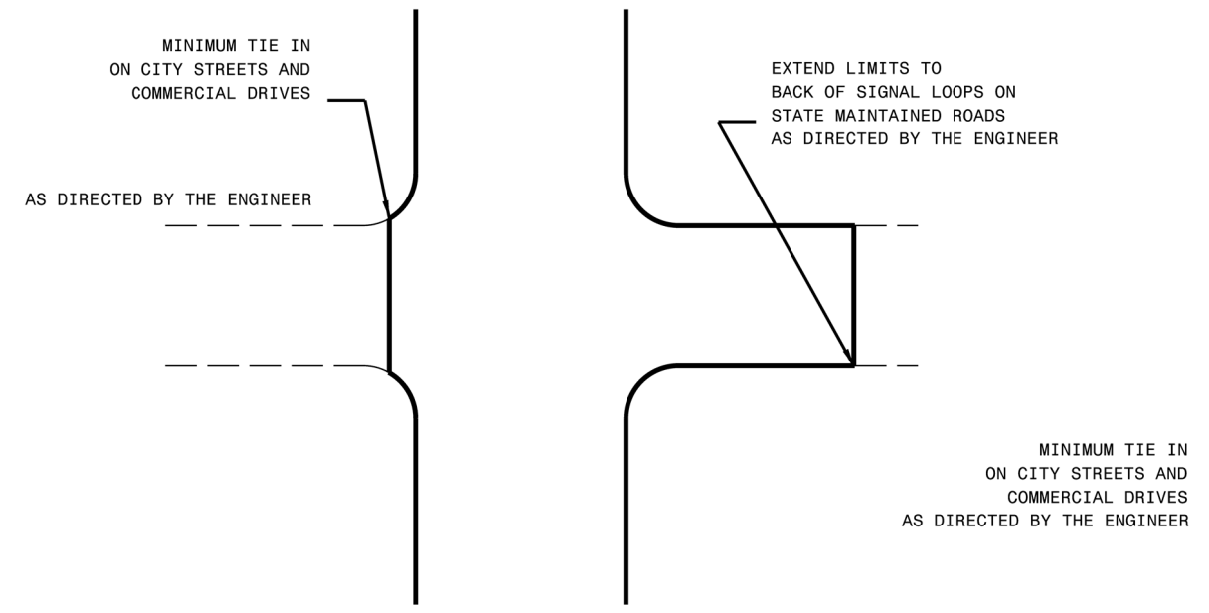 MINIMUM TIE IN
ON CITY STREETS AND
COMMERCIAL DRIVES
AS DIRECTED BY THE ENGINEER
EXTEND LIMITS TO
BACK OF SIGNAL LOOPS ON
STATE MAINTAINED ROADS
AS DIRECTED BY THE ENGINEER
MINIMUM TIE IN
ON CITY STREETS AND
COMMERCIAL DRIVES
AS DIRECTED BY THE ENGINEER